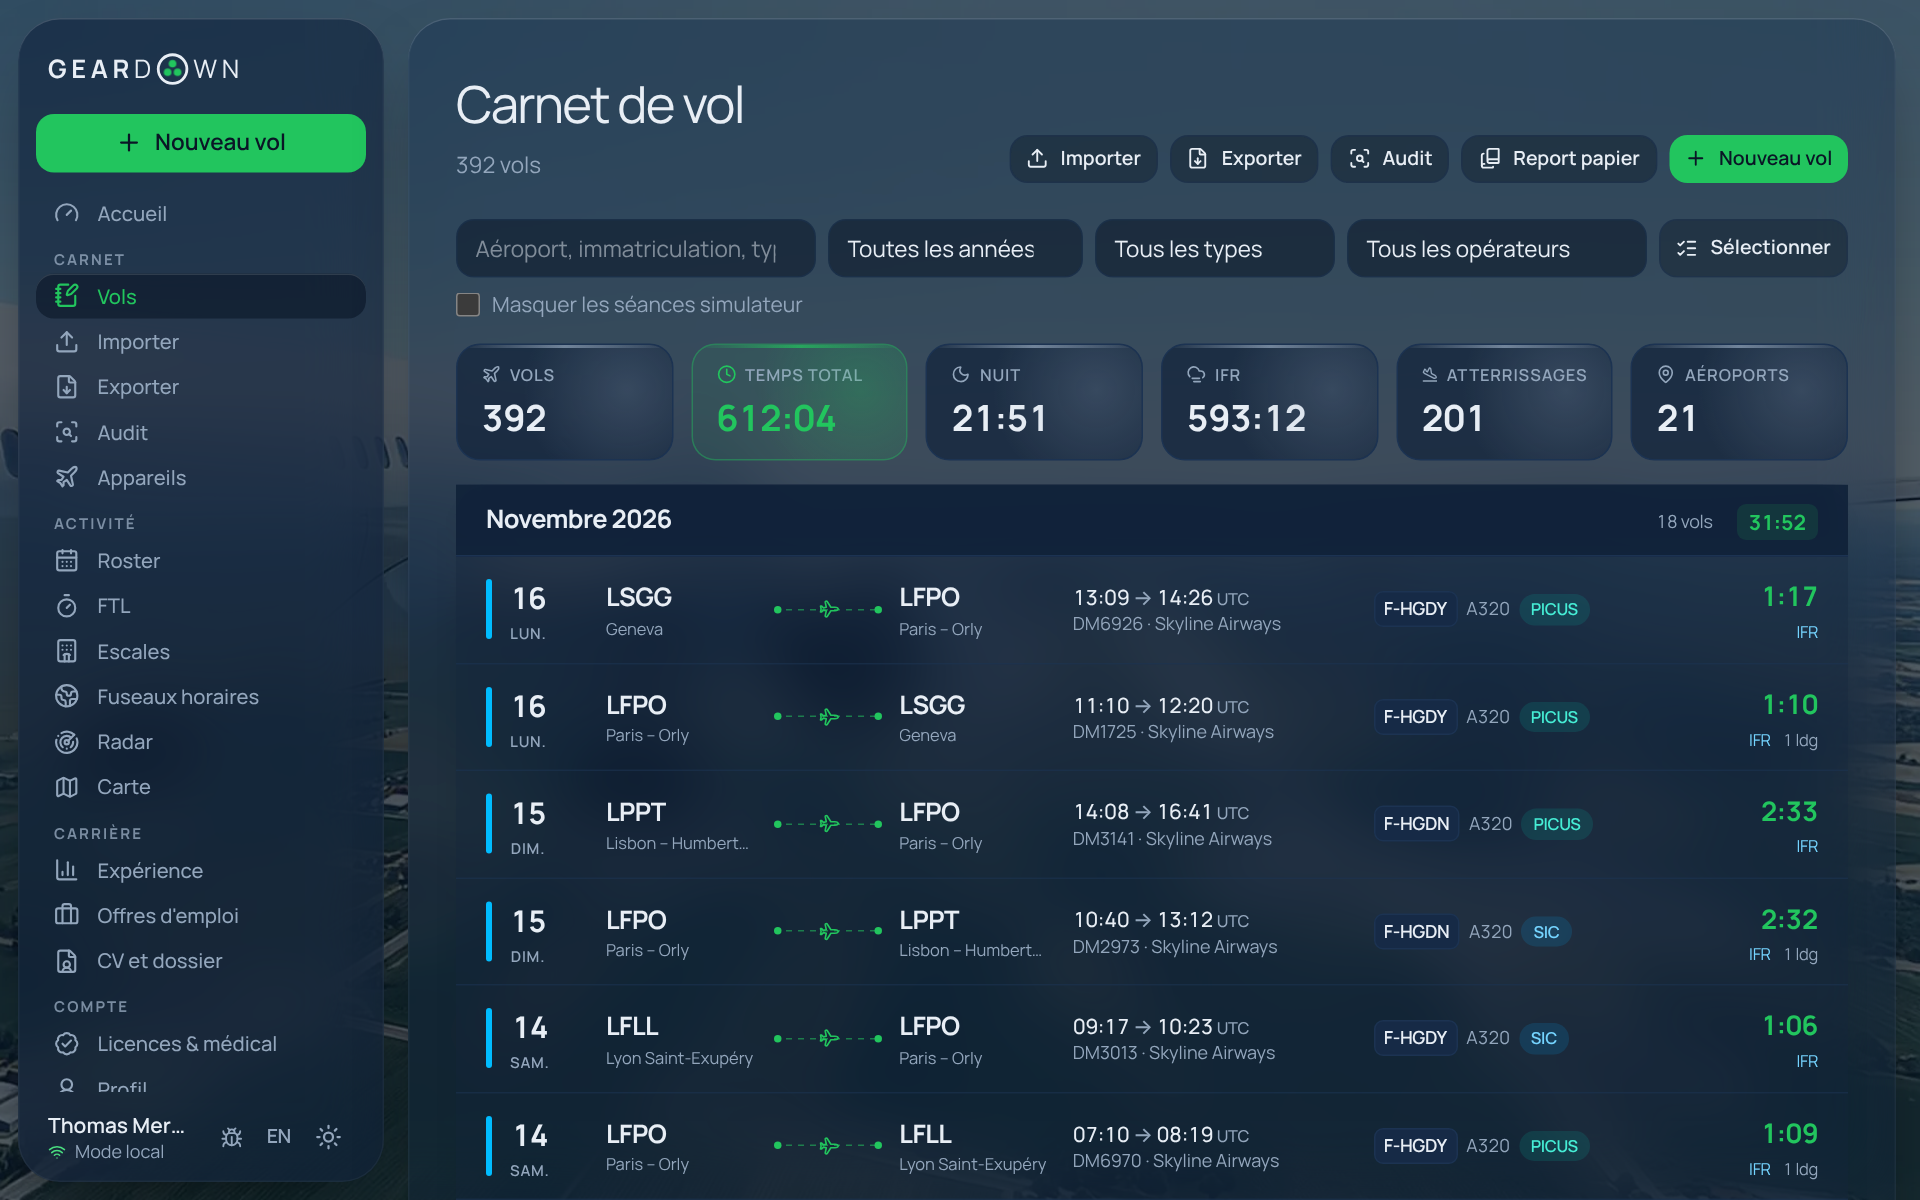 GEARDOWN
Nouveau vol
Accueil
CARNET
Vols
Importer
Exporter
Audit
Appareils
ACTIVITÉ
Roster
FTL
Escales
Fuseaux horaires
Radar
Carte
CARRIÈRE
Expérience
Offres d'emploi
CV et dossier
COMPTE
Licences & médical
Profil
Thomas Mer...
Mode local
EN
Carnet de vol
392 vols
Importer
Exporter
Audit
Report papier
Nouveau vol
Aéroport, immatriculation, typ
Toutes les années
Tous les types
Tous les opérateurs
Sélectionner
Masquer les séances simulateur
VOLS
392
TEMPS TOTAL
612:04
NUIT
21:51
IFR
593:12
ATTERRISSAGES
201
AÉROPORTS
21
Novembre 2026
18 vols
31:52
16 LSGG LFPO 13:09 → 14:26 UTC F-HGDY A320 PICUS 1:17
LUN. Geneva Paris – Orly DM6926 · Skyline Airways IFR
16 LFPO LSGG 11:10 → 12:20 UTC F-HGDY A320 PICUS 1:10
LUN. Paris – Orly Geneva DM1725 · Skyline Airways IFR 1 ldg
15 LPPT LFPO 14:08 → 16:41 UTC F-HGDN A320 PICUS 2:33
DIM. Lisbon – Humbert... Paris – Orly DM3141 · Skyline Airways IFR
15 LFPO LPPT 10:40 → 13:12 UTC F-HGDN A320 SIC 2:32
DIM. Paris – Orly Lisbon – Humbert... DM2973 · Skyline Airways IFR 1 ldg
14 LFLL LFPO 09:17 → 10:23 UTC F-HGDY A320 SIC 1:06
SAM. Lyon Saint-Exupéry Paris – Orly DM3013 · Skyline Airways IFR
14 LFPO LFLL 07:10 → 08:19 UTC F-HGDY A320 PICUS 1:09
SAM. Paris – Orly Lyon Saint-Exupéry DM6970 · Skyline Airways IFR 1 ldg